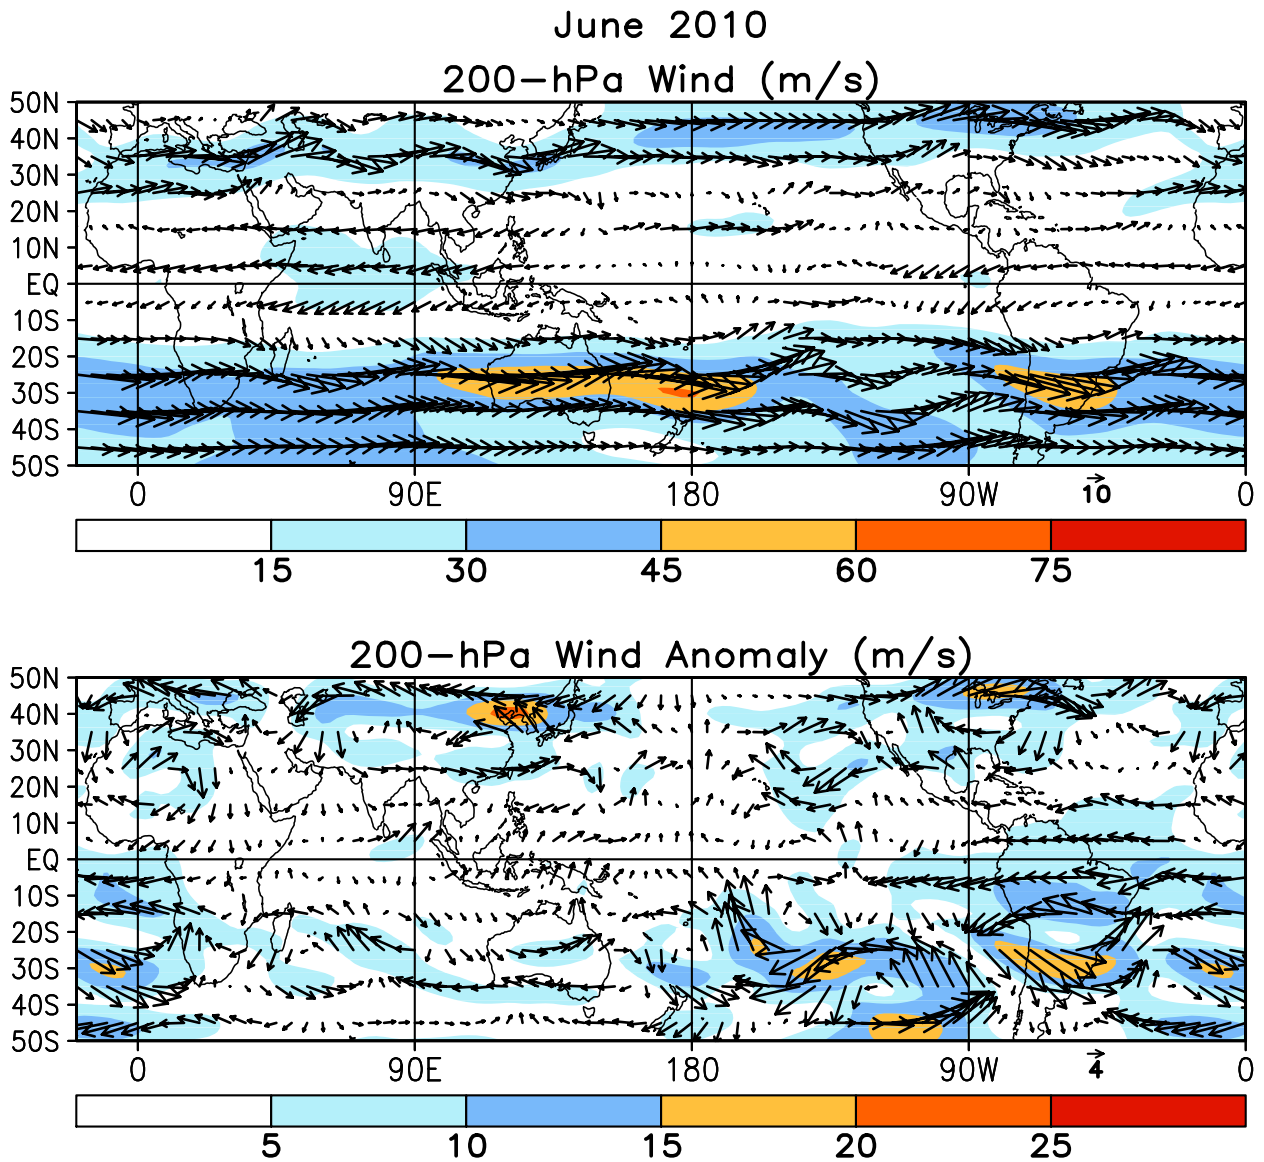 June 2010
200-hPa Wind (m/s)
50N
40N
30N
20N
10N
EQ
10S
20S
30S
40S
50S
0 90E 180 90W 10 0
15 30 45 60 75
200-hPa Wind Anomaly (m/s)
50N
40N
30N
20N
10N
EQ
10S
20S
30S
40S
50S
0 90E 180 90W 4 0
5 10 15 20 25